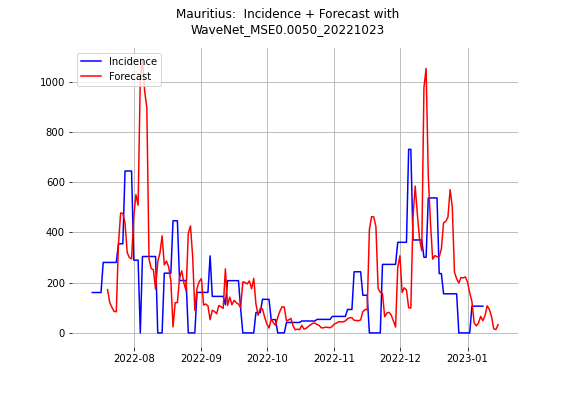 Mauritius:  Incidence + Forecast with
WaveNet_MSE0.0050_20221023
Incidence
Forecast
1000
800
600
400
200
0
2022-08 2022-09 2022-10 2022-11 2022-12 2023-01